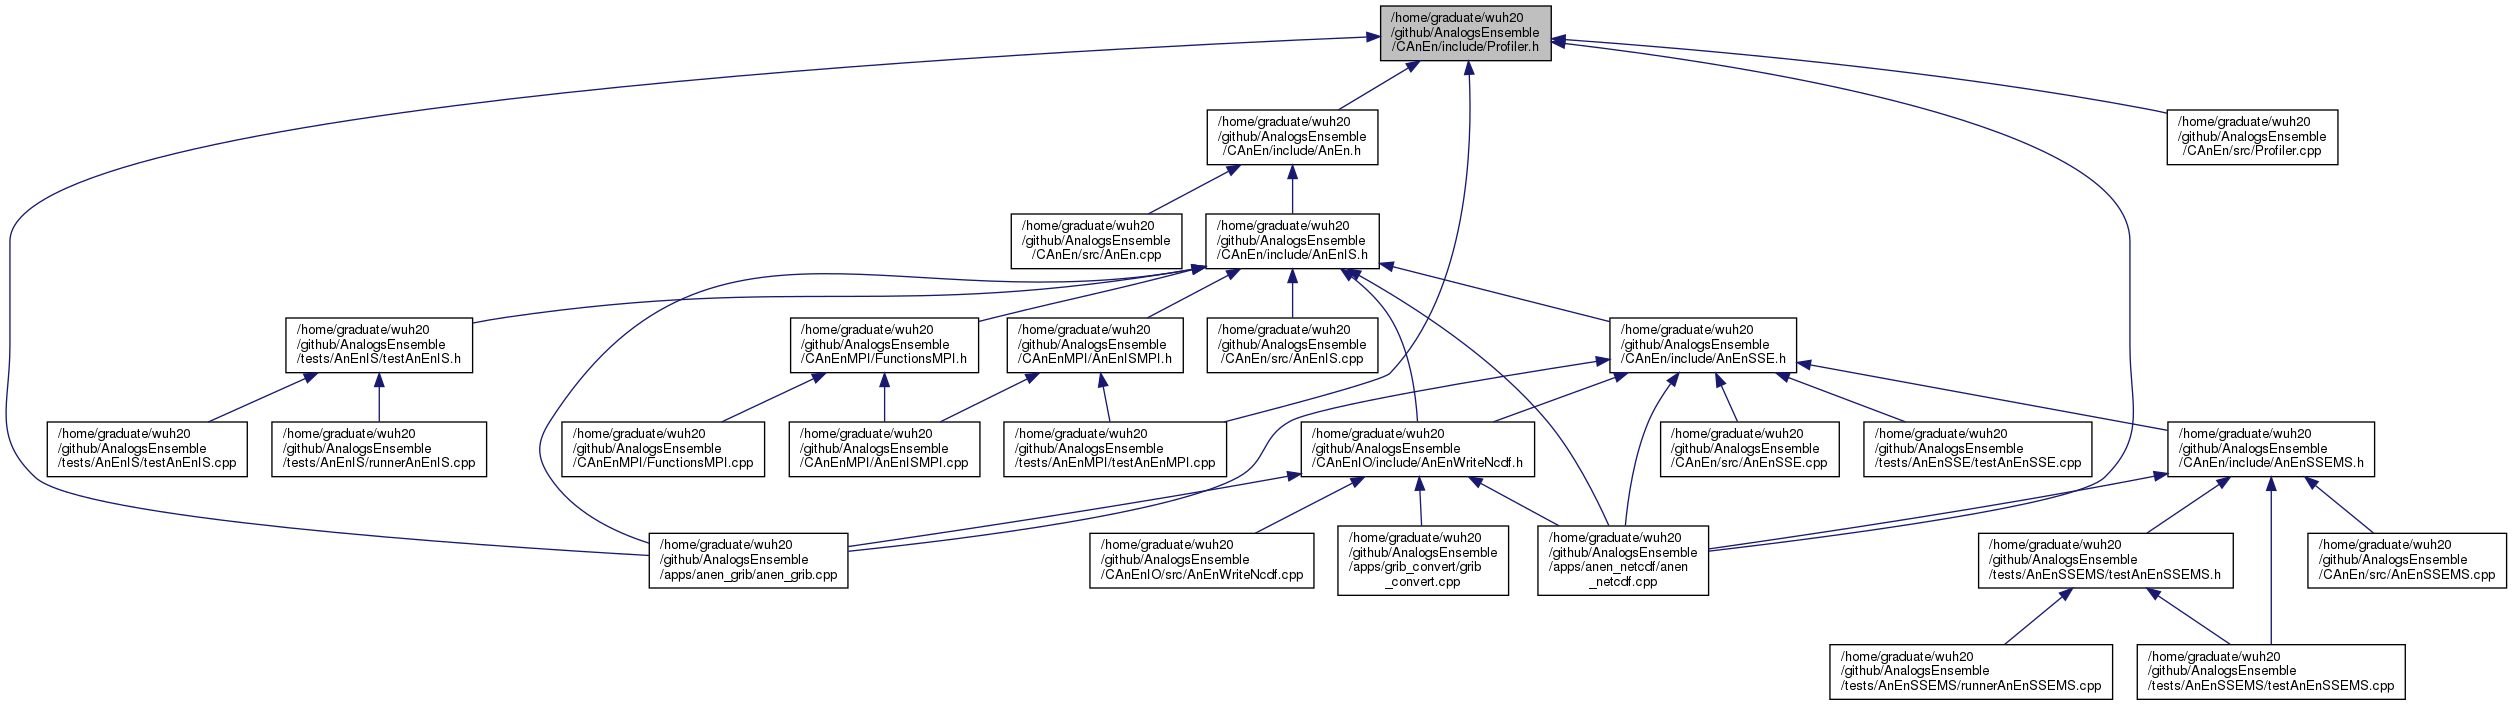 /home/graduate/wuh20
/github/AnalogsEnsemble
/CAnEn/include/Profiler.h
/home/graduate/wuh20
/github/AnalogsEnsemble
/CAnEn/include/AnEn.h
/home/graduate/wuh20
/github/AnalogsEnsemble
/CAnEn/src/Profiler.cpp
/home/graduate/wuh20
/github/AnalogsEnsemble
/CAnEn/src/AnEn.cpp
/home/graduate/wuh20
/github/AnalogsEnsemble
/CAnEn/include/AnEnIS.h
/home/graduate/wuh20
/github/AnalogsEnsemble
/tests/AnEnIS/testAnEnIS.h
/home/graduate/wuh20
/github/AnalogsEnsemble
/CAnEnMPI/FunctionsMPI.h
/home/graduate/wuh20
/github/AnalogsEnsemble
/CAnEnMPI/AnEnISMPI.h
/home/graduate/wuh20
/github/AnalogsEnsemble
/CAnEn/src/AnEnIS.cpp
/home/graduate/wuh20
/github/AnalogsEnsemble
/CAnEn/include/AnEnSSE.h
/home/graduate/wuh20
/github/AnalogsEnsemble
/tests/AnEnIS/testAnEnIS.cpp
/home/graduate/wuh20
/github/AnalogsEnsemble
/tests/AnEnIS/runnerAnEnIS.cpp
/home/graduate/wuh20
/github/AnalogsEnsemble
/CAnEnMPI/FunctionsMPI.cpp
/home/graduate/wuh20
/github/AnalogsEnsemble
/CAnEnMPI/AnEnISMPI.cpp
/home/graduate/wuh20
/github/AnalogsEnsemble
/tests/AnEnMPI/testAnEnMPI.cpp
/home/graduate/wuh20
/github/AnalogsEnsemble
/CAnEnIO/include/AnEnWriteNcdf.h
/home/graduate/wuh20
/github/AnalogsEnsemble
/CAnEn/src/AnEnSSE.cpp
/home/graduate/wuh20
/github/AnalogsEnsemble
/tests/AnEnSSE/testAnEnSSE.cpp
/home/graduate/wuh20
/github/AnalogsEnsemble
/CAnEn/include/AnEnSSEMS.h
/home/graduate/wuh20
/github/AnalogsEnsemble
/apps/anen_grib/anen_grib.cpp
/home/graduate/wuh20
/github/AnalogsEnsemble
/CAnEnIO/src/AnEnWriteNcdf.cpp
/home/graduate/wuh20
/github/AnalogsEnsemble
/apps/grib_convert/grib
_convert.cpp
/home/graduate/wuh20
/github/AnalogsEnsemble
/apps/anen_netcdf/anen
_netcdf.cpp
/home/graduate/wuh20
/github/AnalogsEnsemble
/tests/AnEnSSEMS/testAnEnSSEMS.h
/home/graduate/wuh20
/github/AnalogsEnsemble
/CAnEn/src/AnEnSSEMS.cpp
/home/graduate/wuh20
/github/AnalogsEnsemble
/tests/AnEnSSEMS/runnerAnEnSSEMS.cpp
/home/graduate/wuh20
/github/AnalogsEnsemble
/tests/AnEnSSEMS/testAnEnSSEMS.cpp